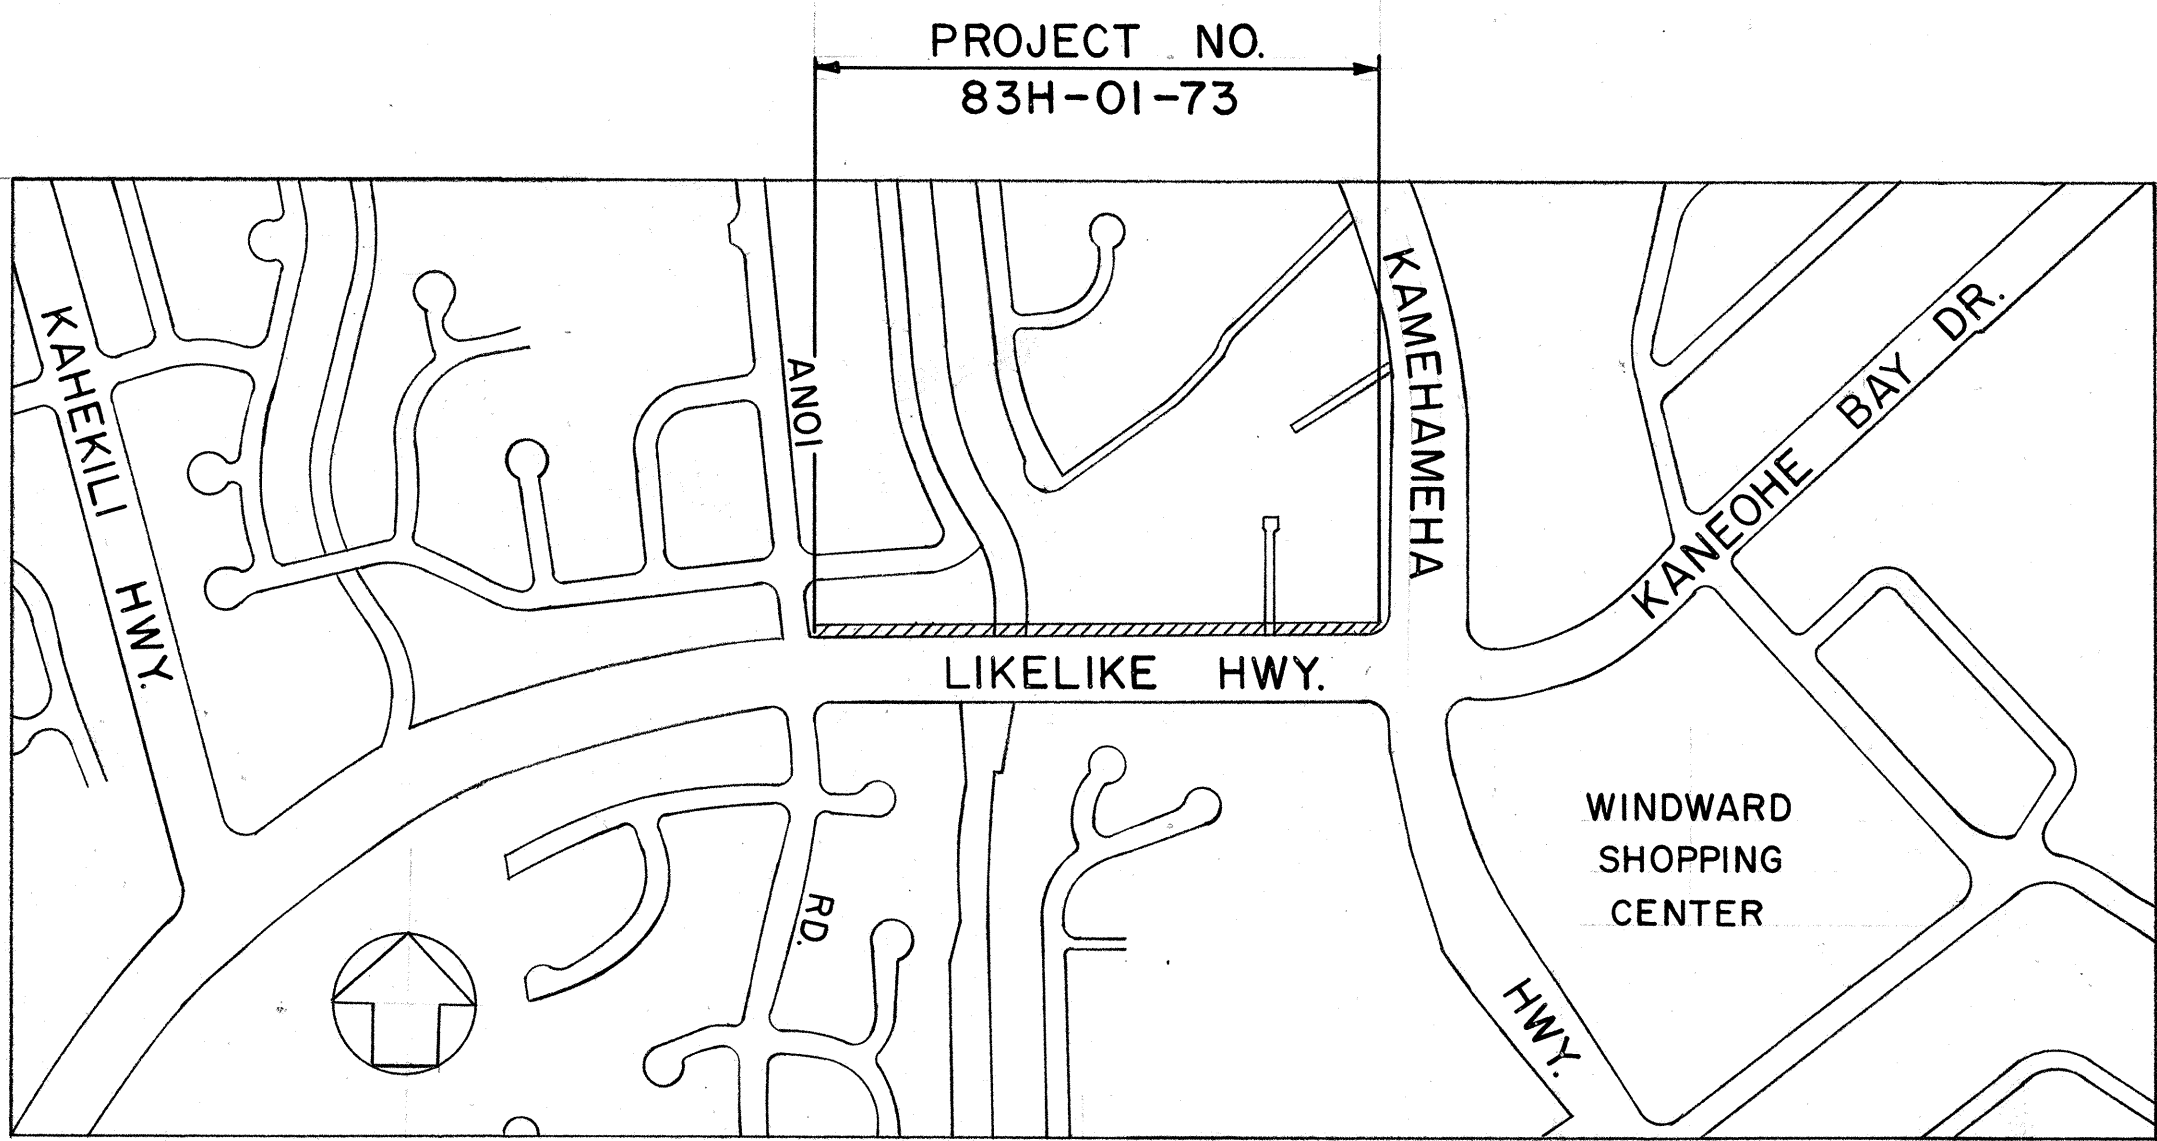 PROJECT NO.
83H-01-73
KAHEKILI HWY.
ANOI
RD.
KAMEHAMEHA
HWY.
KANEOHE BAY DR.
LIKELIKE HWY.
WINDWARD
SHOPPING
CENTER